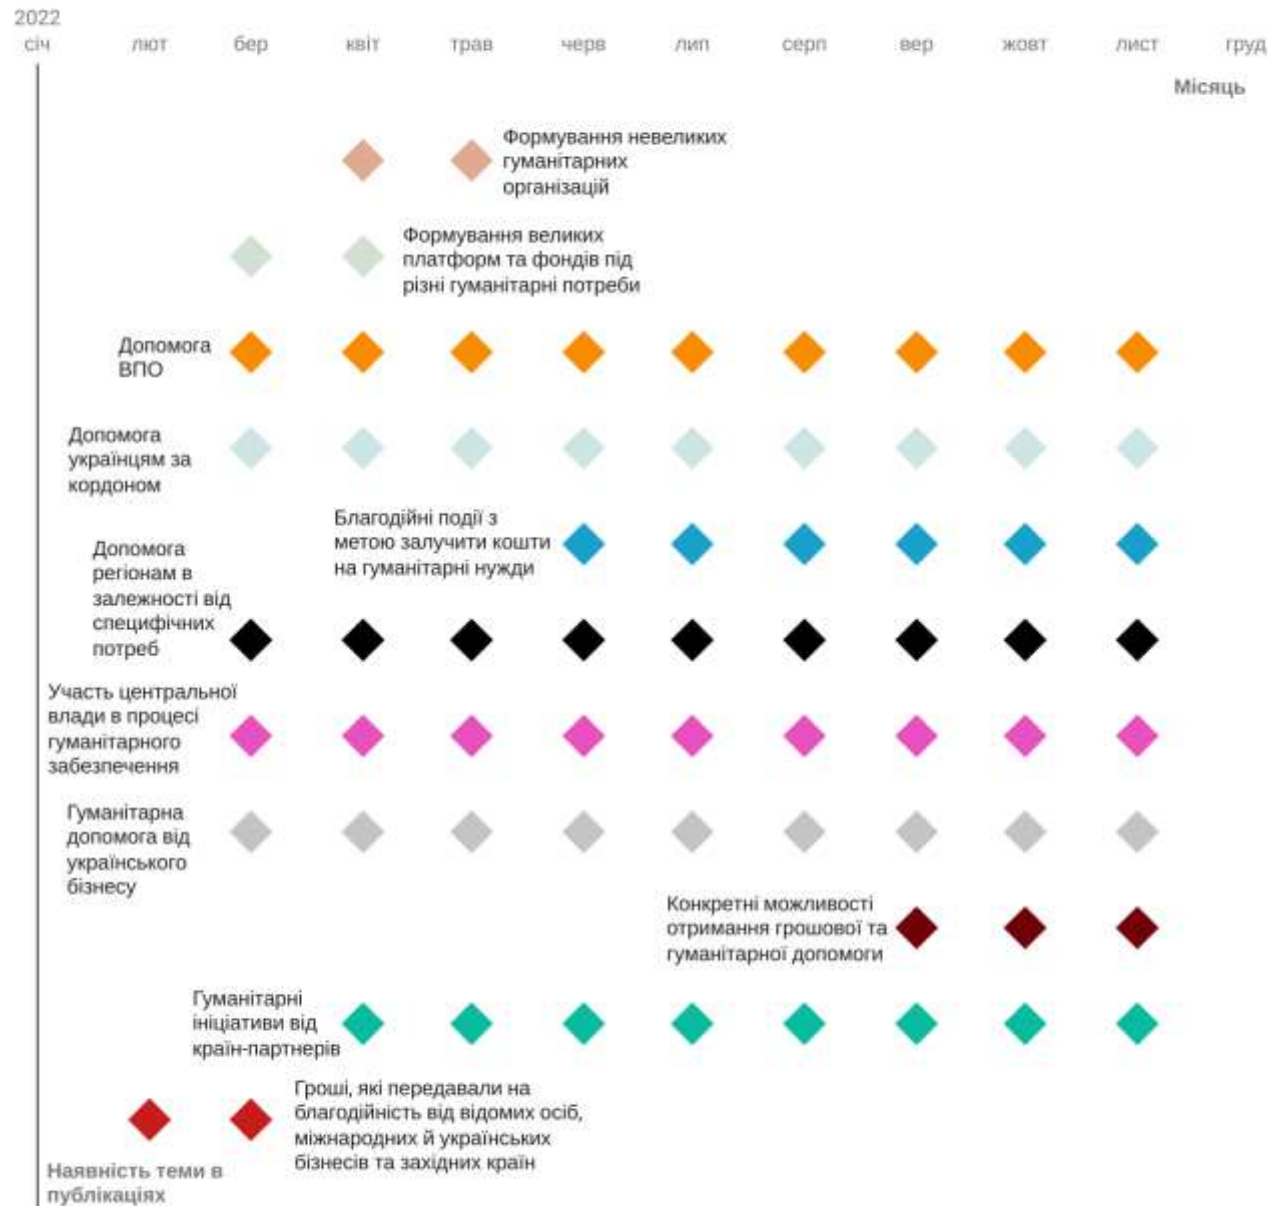 2022
січ лют бер квіт трав черв лип серп вер жовт лист груд
Місяць
Формування невеликих
гуманітарних
організацій
Формування великих
платформ та фондів під
різні гуманітарні потреби
Допомога
ВПО
Допомога
українцям за
кордоном
Благодійні події з
метою залучити кошти
на гуманітарні нужди
Допомога
регіонам в
залежності від
специфічних
потреб
Участь центральної
влади в процесі
гуманітарного
забезпечення
Гуманітарна
допомога від
українського
бізнесу
Конкретні можливості
отримання грошової та
гуманітарної допомоги
Гуманітарні
ініціативи від
країн-партнерів
Гроші, які передавали на
благодійність від відомих осіб,
міжнародних й українських
бізнесів та західних країн
Наявність теми в
публікаціях